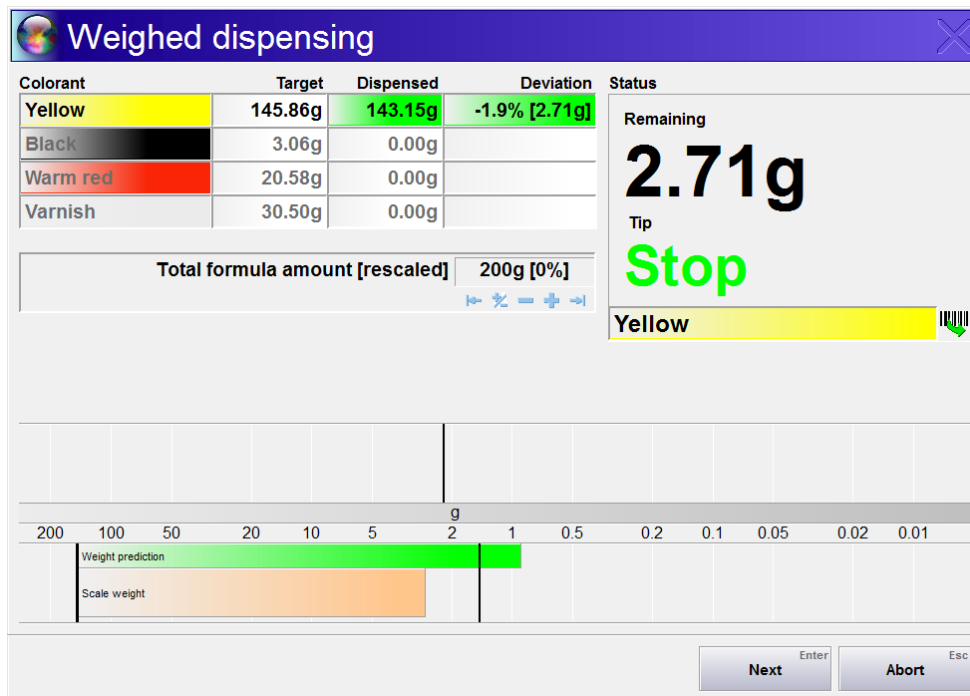 Weighed dispensing
Colorant Target Dispensed Deviation Status
Yellow 145.86g 143.15g -1.9% [2.71g]
Black 3.06g 0.00g
Warm red 20.58g 0.00g
Varnish 30.50g 0.00g
Remaining
2.71g
Tip
Stop
Yellow
Total formula amount [rescaled] 200g [0%]
g
200 100 50 20 10 5 2 1 0.5 0.2 0.1 0.05 0.02 0.01
Weight prediction
Scale weight
Next Enter
Abort Esc